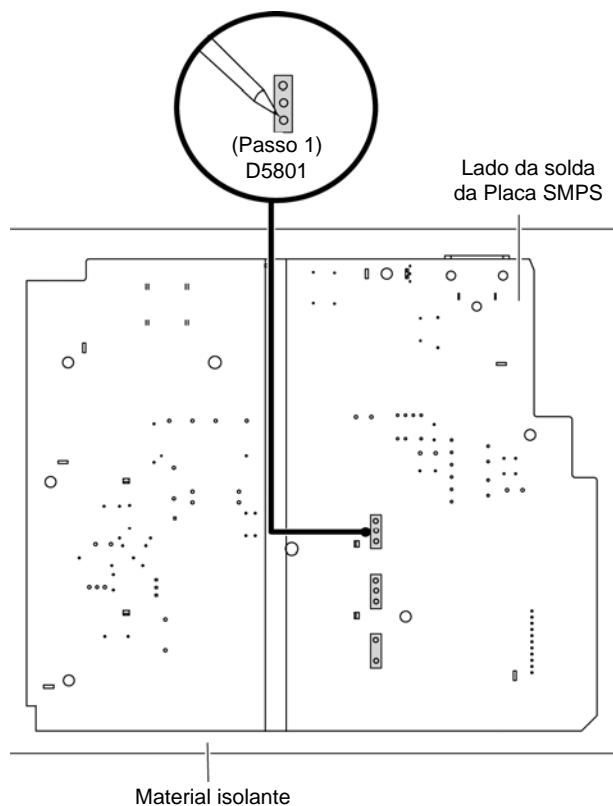 (Passo 1)
D5801
Lado da solda
da Placa SMPS
Material isolante